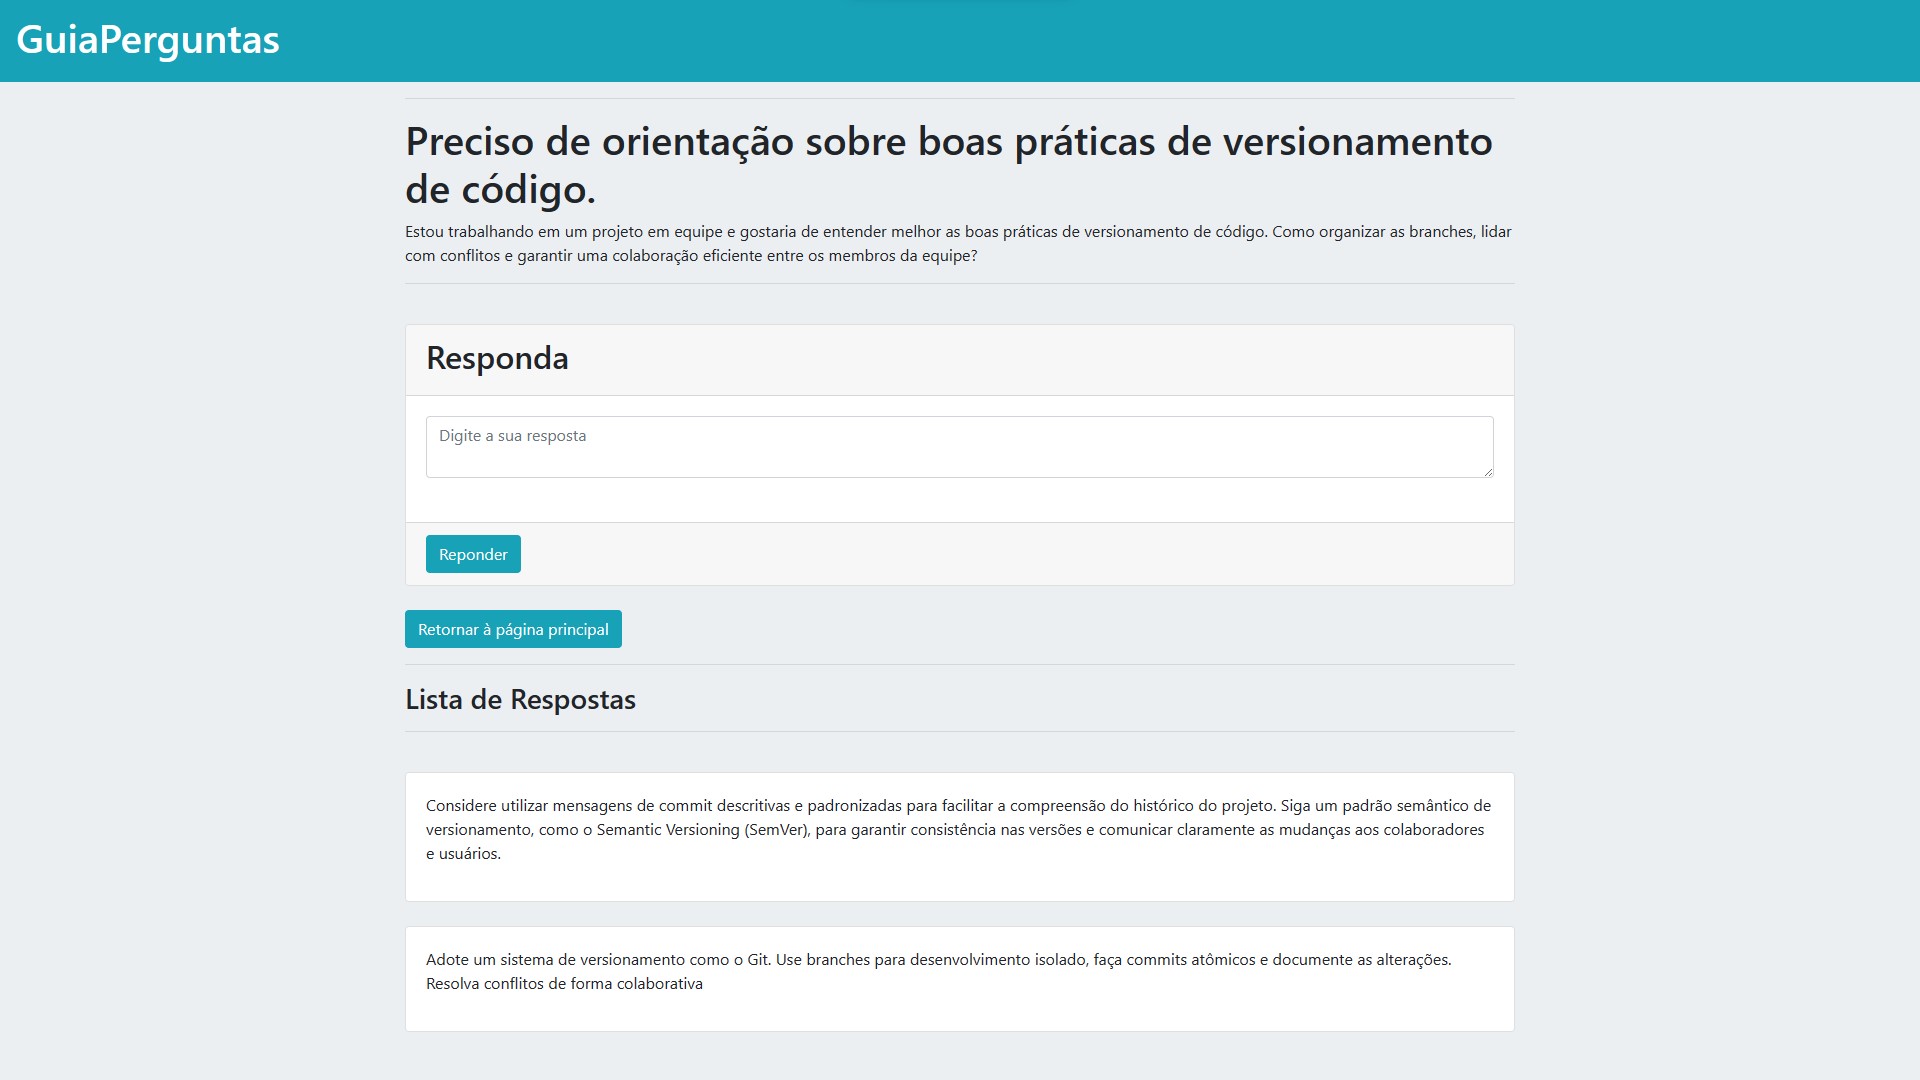 GuiaPerguntas
Preciso de orientação sobre boas práticas de versionamento
de código.
Estou trabalhando em um projeto em equipe e gostaria de entender melhor as boas práticas de versionamento de código. Como organizar as branches, lidar
com conflitos e garantir uma colaboração eficiente entre os membros da equipe?
Responda
Digite a sua resposta
Reponder
Retornar à página principal
Lista de Respostas
Considere utilizar mensagens de commit descritivas e padronizadas para facilitar a compreensão do histórico do projeto. Siga um padrão semântico de
versionamento, como o Semantic Versioning (SemVer), para garantir consistência nas versões e comunicar claramente as mudanças aos colaboradores
e usuários.
Adote um sistema de versionamento como o Git. Use branches para desenvolvimento isolado, faça commits atômicos e documente as alterações.
Resolva conflitos de forma colaborativa